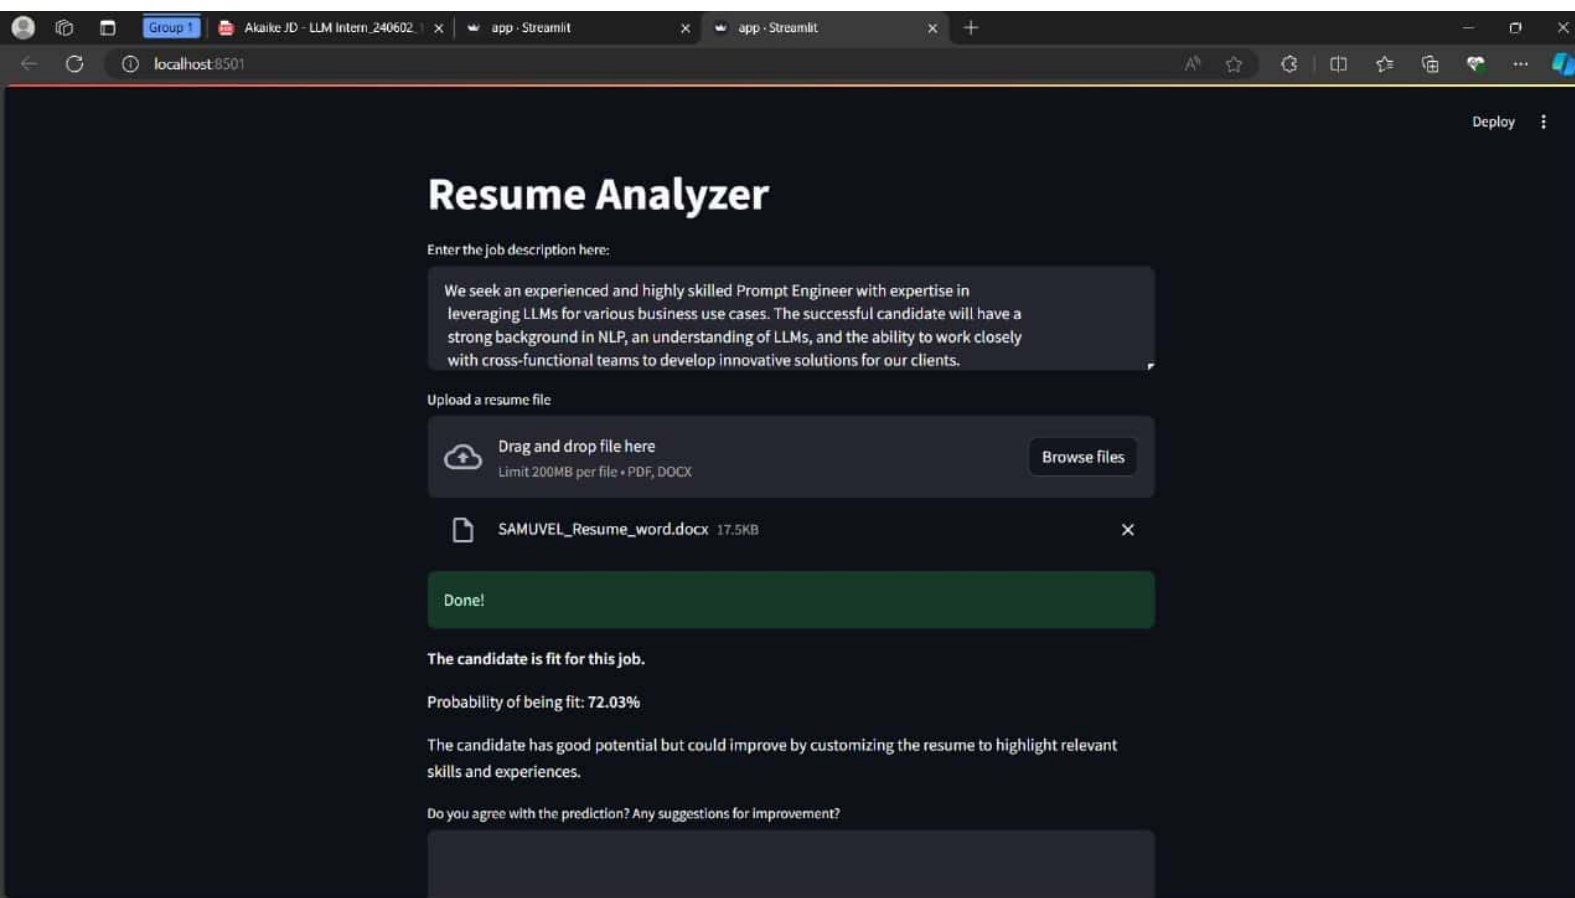 Group 1
Akaike JD - LLM Intern_240602_
app · Streamlit
app · Streamlit
localhost:8501
Deploy
Resume Analyzer
Enter the job description here:
We seek an experienced and highly skilled Prompt Engineer with expertise in
leveraging LLMs for various business use cases. The successful candidate will have a
strong background in NLP, an understanding of LLMs, and the ability to work closely
with cross-functional teams to develop innovative solutions for our clients.
Upload a resume file
Drag and drop file here
Limit 200MB per file • PDF, DOCX
Browse files
SAMUVEL_Resume_word.docx 17.5KB
Done!
The candidate is fit for this job.
Probability of being fit: 72.03%
The candidate has good potential but could improve by customizing the resume to highlight relevant
skills and experiences.
Do you agree with the prediction? Any suggestions for improvement?